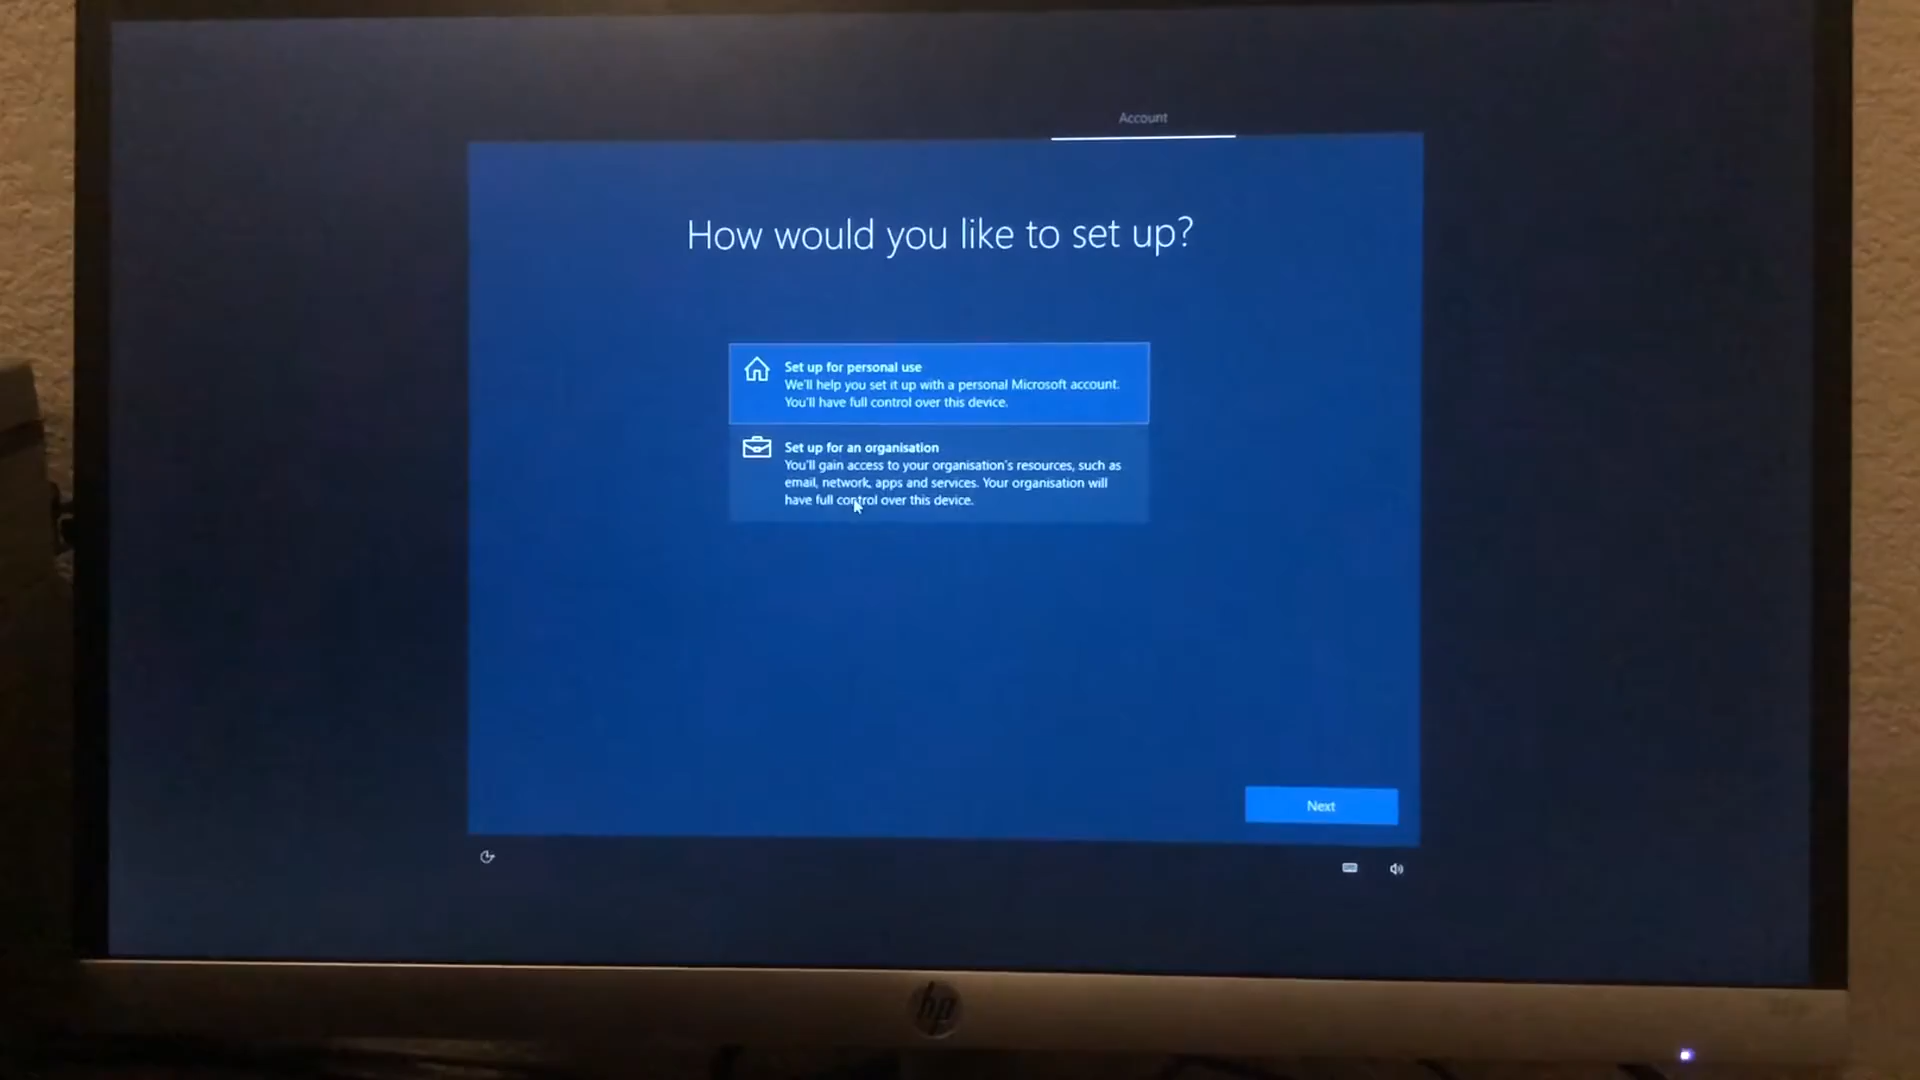 Account
How would you like to set up?
Set up for personal use
We'll help you set it up with a personal Microsoft account.
You'll have full control over this device.
Set up for an organisation
You'll gain access to your organisation's resources, such as
email, network, apps and services. Your organisation will
have full control over this device.
Next
hp